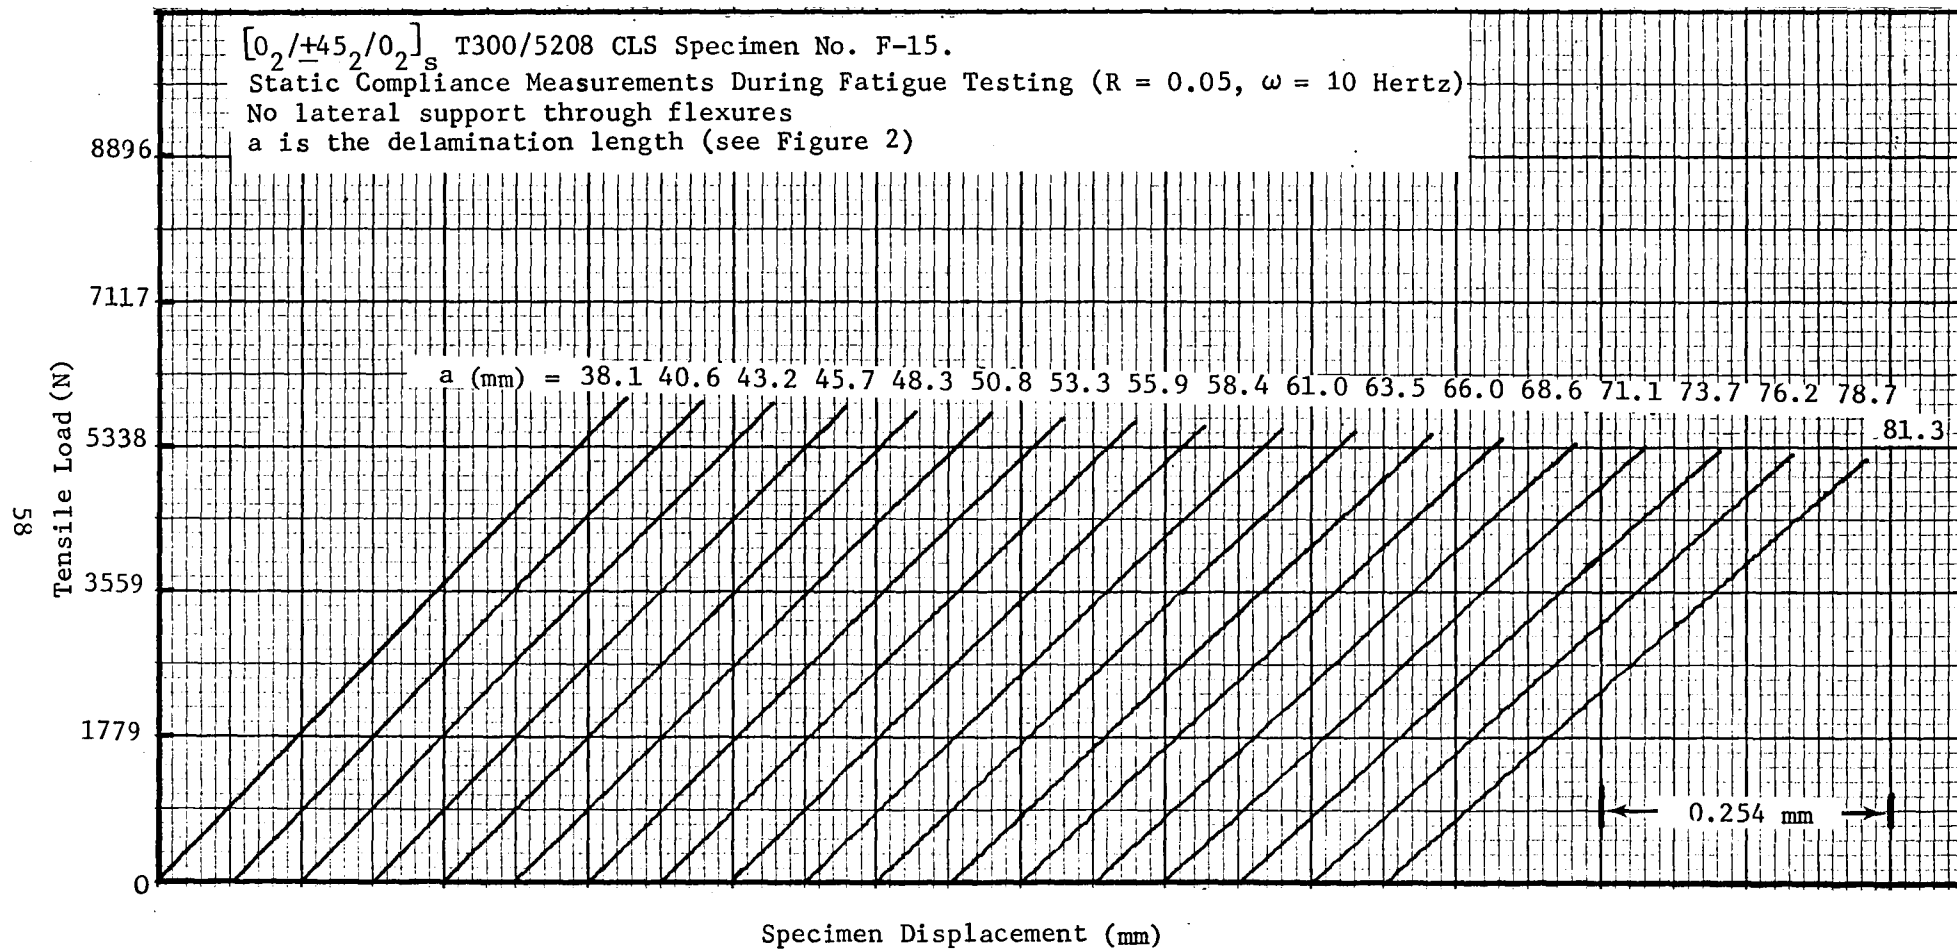 [0₂/±45₂/0₂]ₛ T300/5208 CLS Specimen No. F-15.
Static Compliance Measurements During Fatigue Testing (R = 0.05, ω = 10 Hertz)
No lateral support through flexures
a is the delamination length (see Figure 2)
8896
7117
a (mm) = 38.1 40.6 43.2 45.7 48.3 50.8 53.3 55.9 58.4 61.0 63.5 66.0 68.6 71.1 73.7 76.2 78.7
81.3
5338
3559
1779
0
Tensile Load (N)
58
0.254 mm
Specimen Displacement (mm)